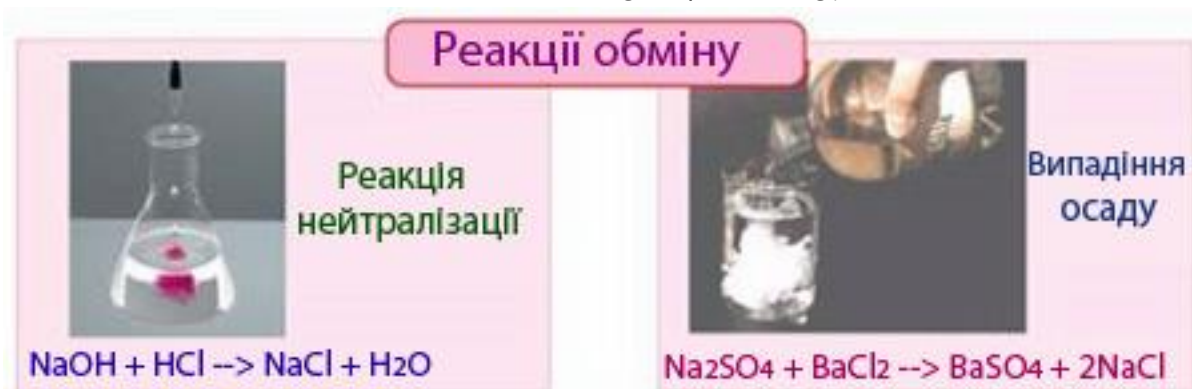 Реакції обміну
Реакція
нейтралізації
NaOH + HCl --> NaCl + H2O
Випадіння
осаду
Na2SO4 + BaCl2 --> BaSO4 + 2NaCl